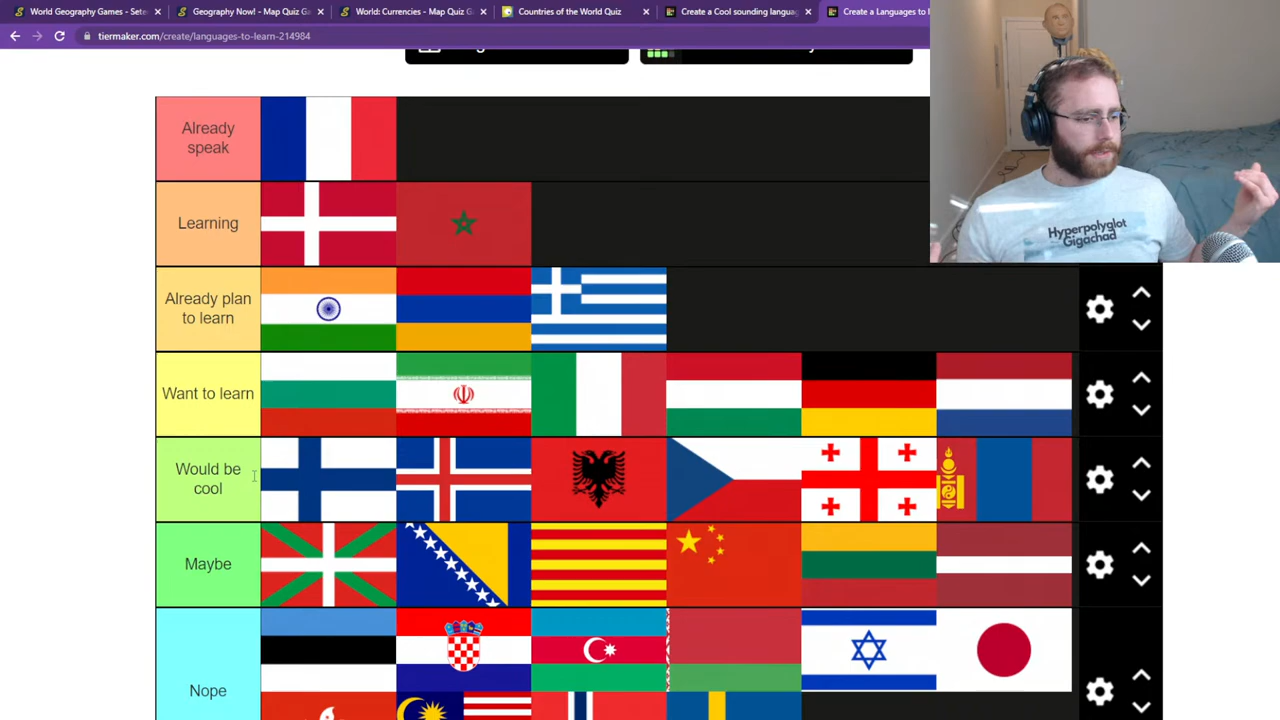 World Geography Games - Sete
Geography Now! - Map Quiz Ga
World: Currencies - Map Quiz G
Countries of the World Quiz
Create a Cool sounding langua
Create a Languages to l
tiermaker.com/create/languages-to-learn-214984
Already
speak
Learning
Already plan
to learn
Want to learn
Would be
cool
Maybe
Nope
Hyperpolyglot
Gigachad